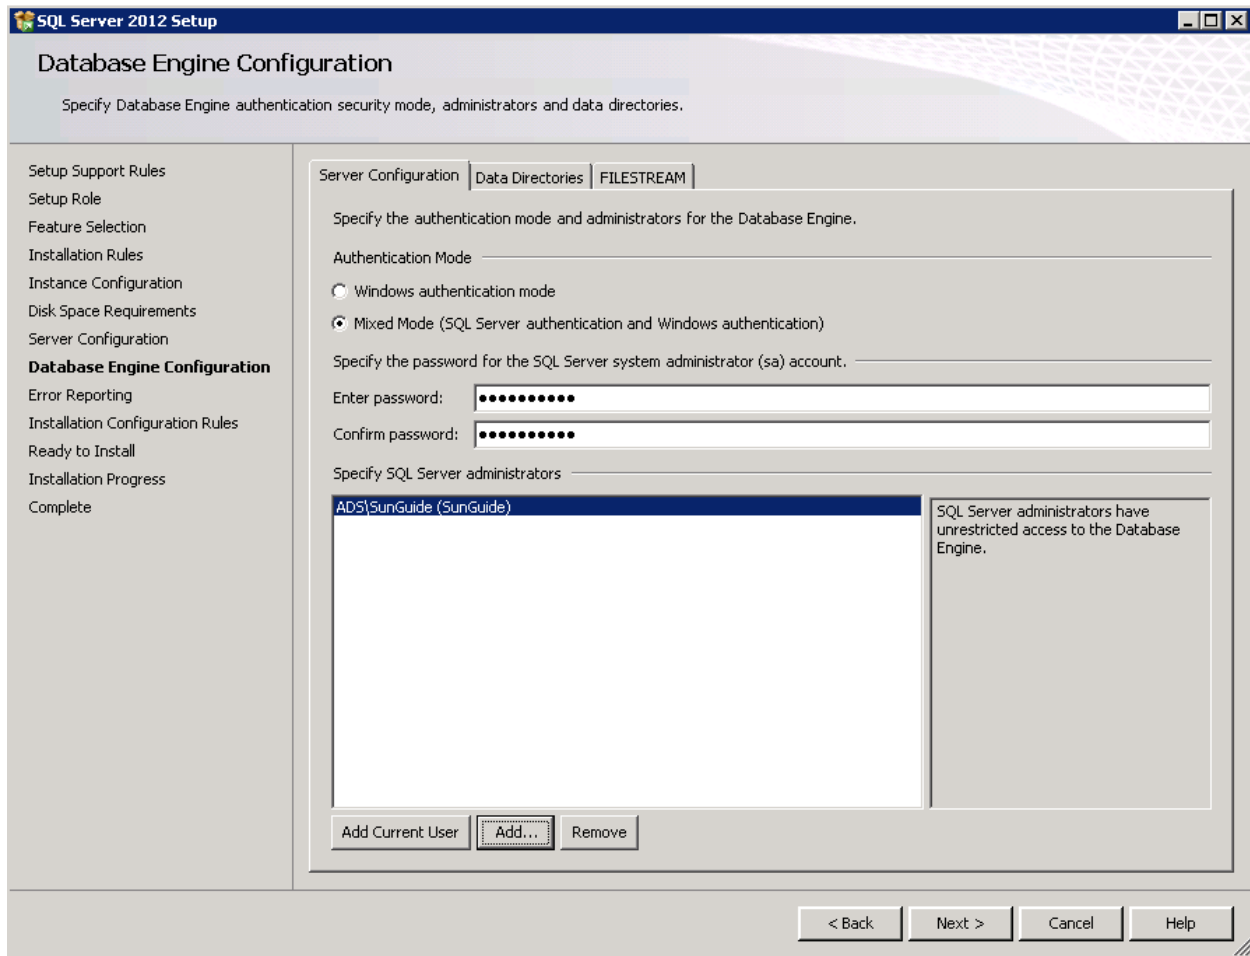 SQL Server 2012 Setup
Database Engine Configuration
Specify Database Engine authentication security mode, administrators and data directories.
Setup Support Rules
Setup Role
Feature Selection
Installation Rules
Instance Configuration
Disk Space Requirements
Server Configuration
Database Engine Configuration
Error Reporting
Installation Configuration Rules
Ready to Install
Installation Progress
Complete
Server Configuration Data Directories FILESTREAM
Specify the authentication mode and administrators for the Database Engine.
Authentication Mode
Windows authentication mode
Mixed Mode (SQL Server authentication and Windows authentication)
Specify the password for the SQL Server system administrator (sa) account.
Enter password: ●●●●●●●●●●
Confirm password: ●●●●●●●●●●
Specify SQL Server administrators
ADS\SunGuide (SunGuide)
SQL Server administrators have
unrestricted access to the Database
Engine.
Add Current User Add... Remove
< Back Next > Cancel Help